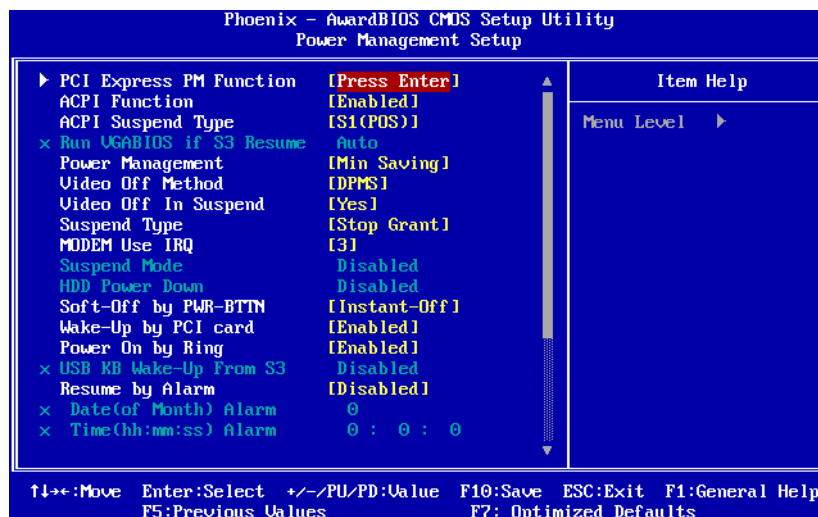 Phoenix - AwardBIOS CMOS Setup Utility
Power Management Setup
▶ PCI Express PM Function [Press Enter]
ACPI Function [Enabled]
ACPI Suspend Type [S1(POS)]
x Run VGABIOS if S3 Resume Auto
Power Management [Min Saving]
Video Off Method [DPMS]
Video Off In Suspend [Yes]
Suspend Type [Stop Grant]
MODEM Use IRQ [3]
Suspend Mode Disabled
HDD Power Down Disabled
Soft-Off by PWR-BTTN [Instant-Off]
Wake-Up by PCI card [Enabled]
Power On by Ring [Enabled]
x USB KB Wake-Up From S3 Disabled
Resume by Alarm [Disabled]
x Date(of Month) Alarm 0
x Time(hh:mm:ss) Alarm 0 : 0 : 0
Item Help
Menu Level ▶
↑↓→←:Move Enter:Select +/-/PU/PD:Value F10:Save ESC:Exit F1:General Help
F5:Previous Values F7: Optimized Defaults